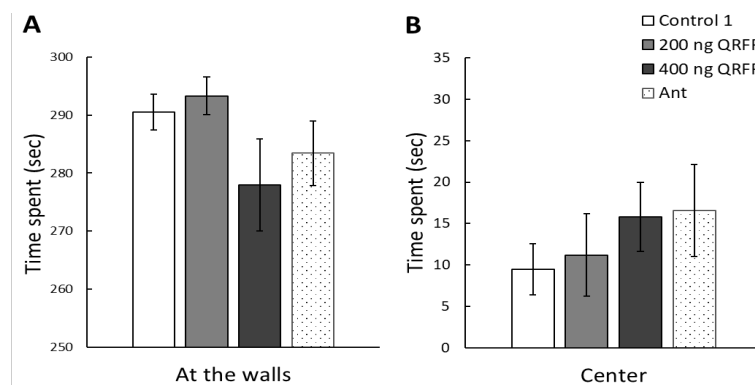 A
Time spent (sec)
300
290
280
270
260
250
At the walls
B
Control 1
200 ng QRFP
400 ng QRFP
Ant
Time spent (sec)
35
30
25
20
15
10
5
0
Center